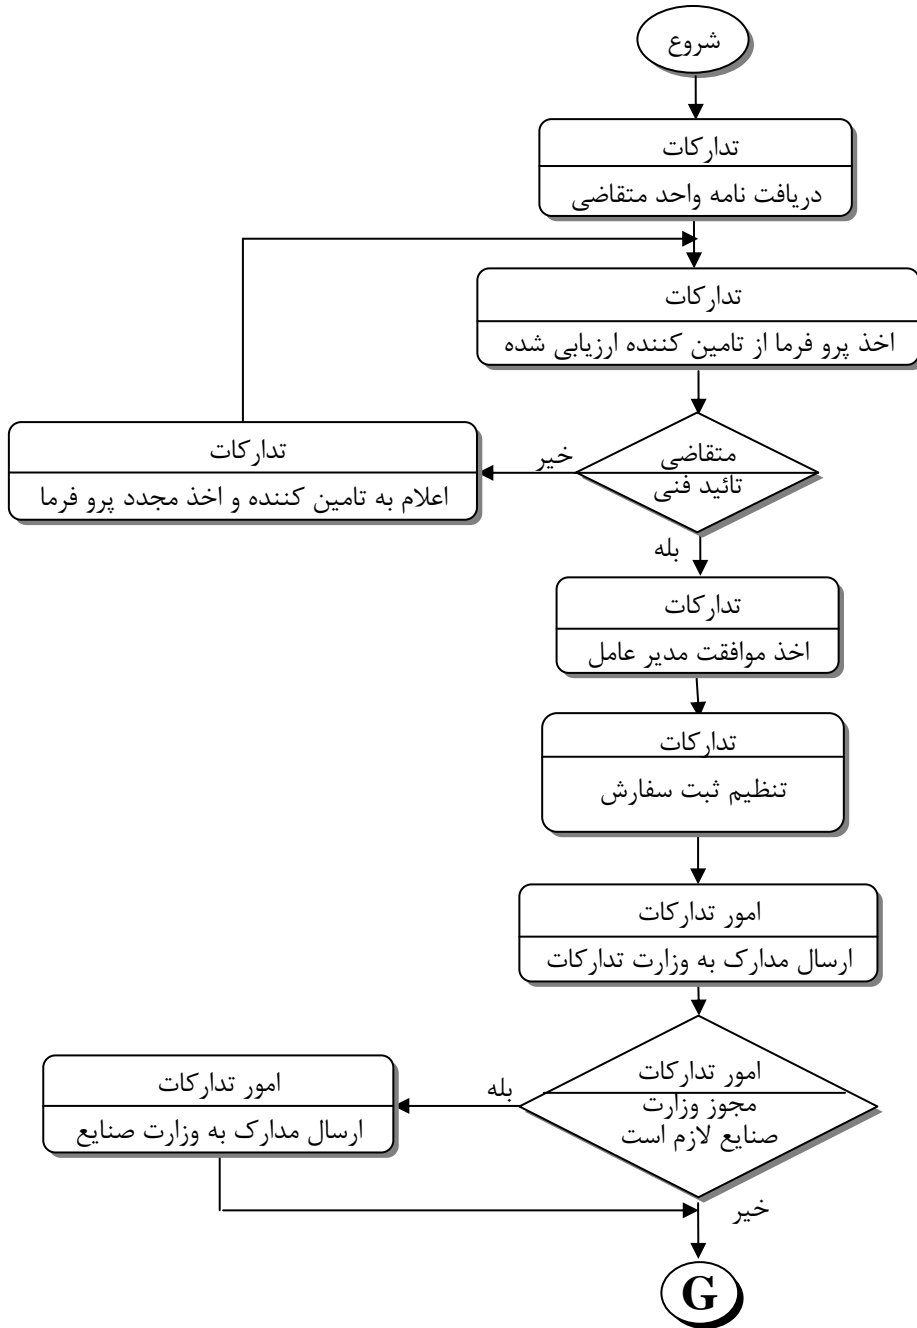 شروع
تدارکات
دریافت نامه واحد متقاضی
تدارکات
اخذ پرو فرما از تامین کننده ارزیابی شده
متقاضی
تائید فنی
خیر
تدارکات
اعلام به تامین کننده و اخذ مجدد پرو فرما
بله
تدارکات
اخذ موافقت مدیر عامل
تدارکات
تنظیم ثبت سفارش
امور تدارکات
ارسال مدارک به وزارت تدارکات
امور تدارکات
مجوز وزارت
صنایع لازم است
بله
امور تدارکات
ارسال مدارک به وزارت صنایع
خیر
G